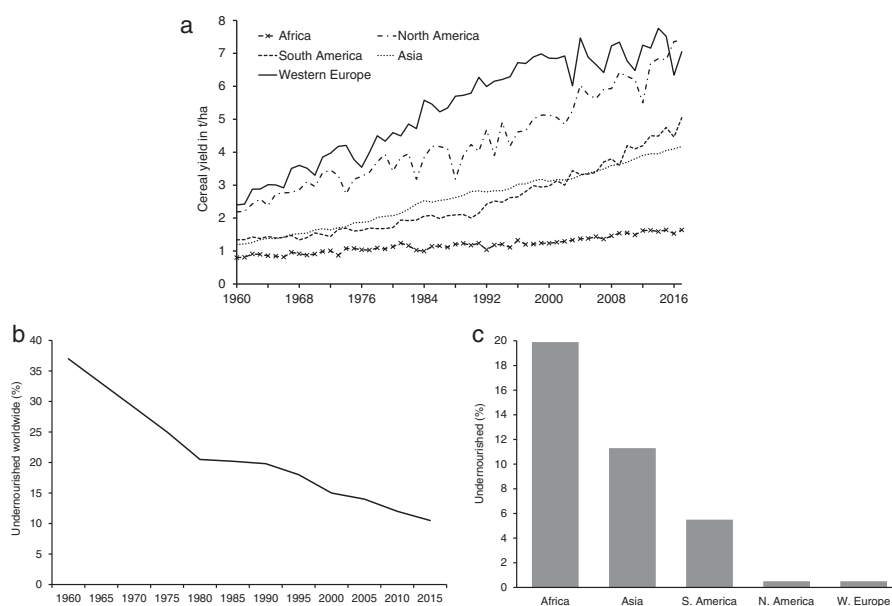 a
8
7
6
5
4
3
2
1
0
Cereal yield in t/ha
Africa
North America
South America
Asia
Western Europe
1960 1968 1976 1984 1992 2000 2008 2016
b
40
35
30
25
20
15
10
5
0
Undernourished worldwide (%)
1960 1965 1970 1975 1980 1985 1990 1995 2000 2005 2010 2015
c
20
18
16
14
12
10
8
6
4
2
0
Undernourished (%)
Africa Asia S. America N. America W. Europe